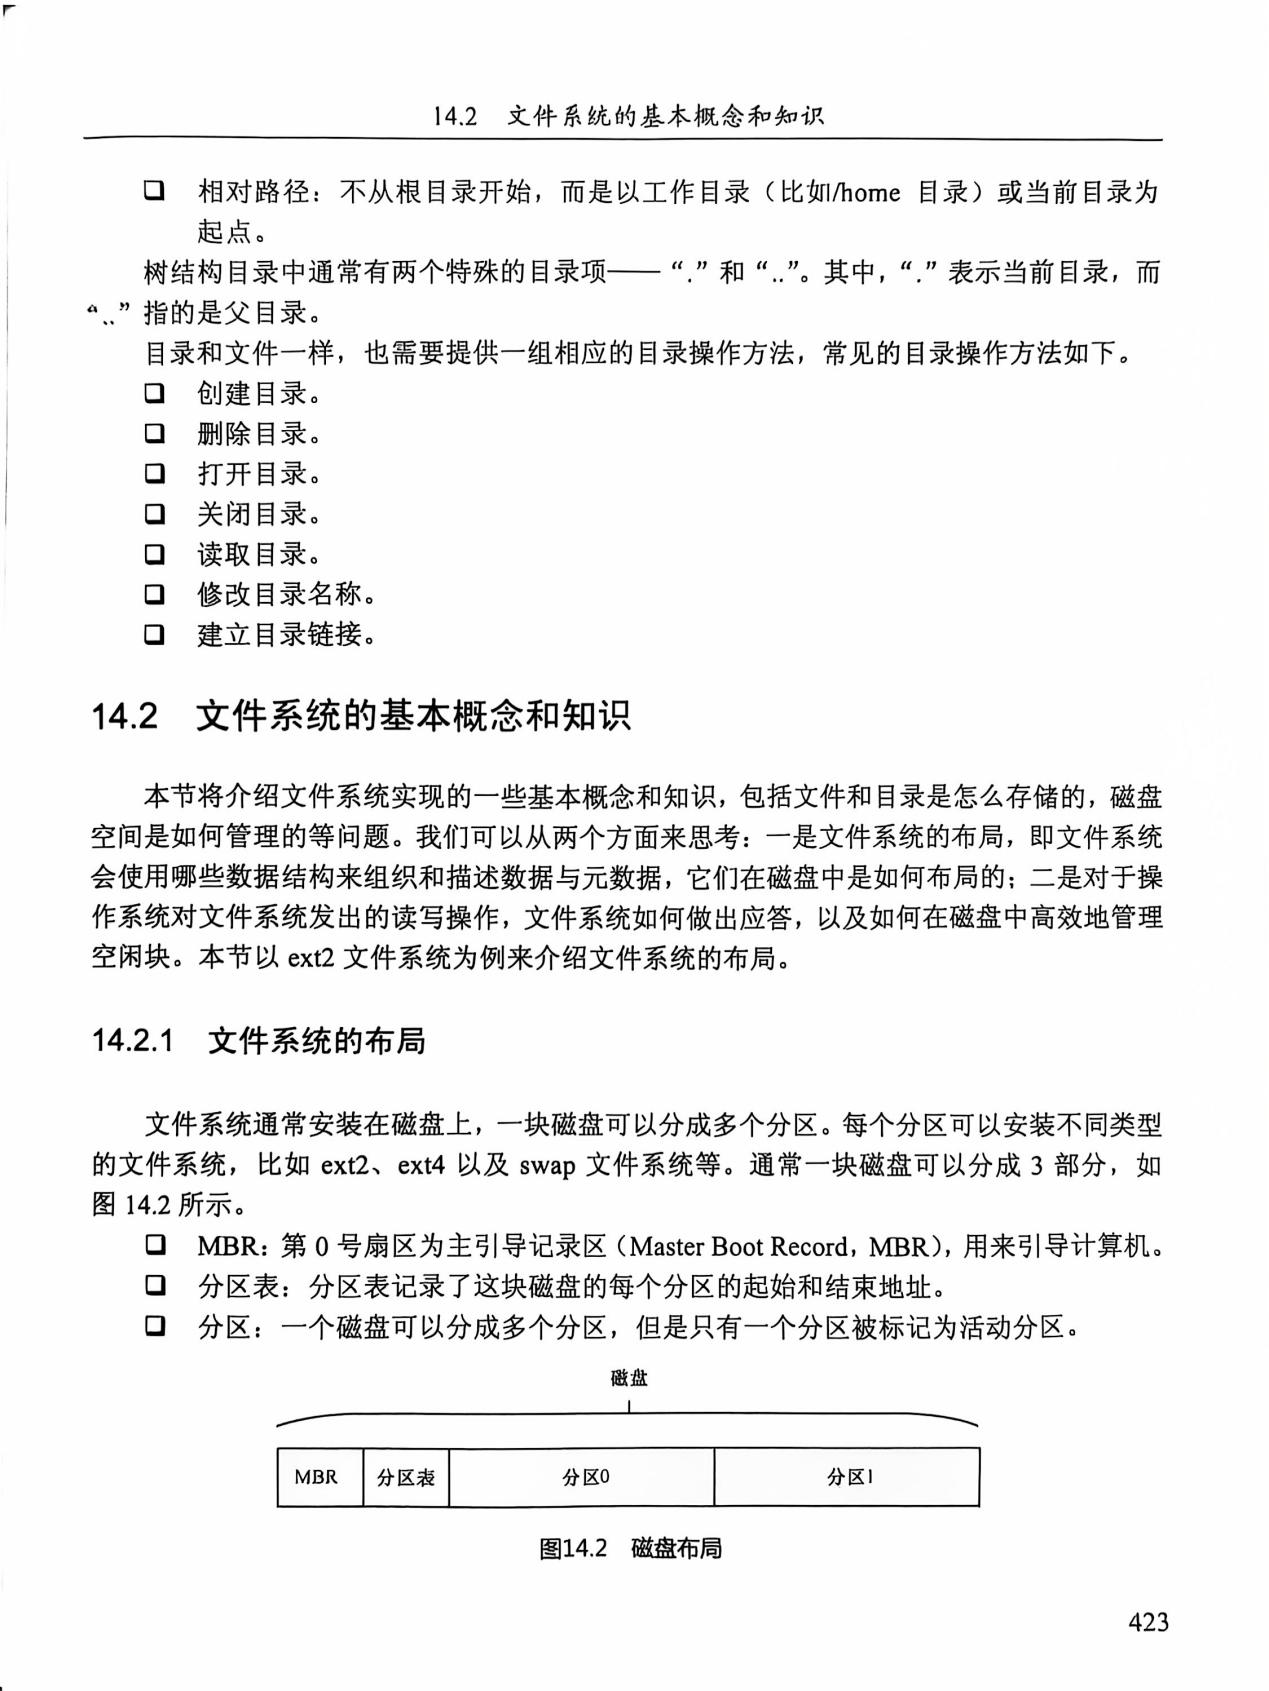 14.2 文件系统的基本概念和知识
❑ 相对路径：不从根目录开始，而是以工作目录（比如/home 目录）或当前目录为
起点。
树结构目录中通常有两个特殊的目录项——“.”和“..”。其中，“.”表示当前目录，而
“..”指的是父目录。
目录和文件一样，也需要提供一组相应的目录操作方法，常见的目录操作方法如下。
❑ 创建目录。
❑ 删除目录。
❑ 打开目录。
❑ 关闭目录。
❑ 读取目录。
❑ 修改目录名称。
❑ 建立目录链接。
14.2 文件系统的基本概念和知识
本节将介绍文件系统实现的一些基本概念和知识，包括文件和目录是怎么存储的，磁盘
空间是如何管理的等问题。我们可以从两个方面来思考：一是文件系统的布局，即文件系统
会使用哪些数据结构来组织和描述数据与元数据，它们在磁盘中是如何布局的；二是对于操
作系统对文件系统发出的读写操作，文件系统如何做出应答，以及如何在磁盘中高效地管理
空闲块。本节以 ext2 文件系统为例来介绍文件系统的布局。
14.2.1 文件系统的布局
文件系统通常安装在磁盘上，一块磁盘可以分成多个分区。每个分区可以安装不同类型
的文件系统，比如 ext2、ext4 以及 swap 文件系统等。通常一块磁盘可以分成 3 部分，如
图 14.2 所示。
❑ MBR：第 0 号扇区为主引导记录区（Master Boot Record，MBR），用来引导计算机。
❑ 分区表：分区表记录了这块磁盘的每个分区的起始和结束地址。
❑ 分区：一个磁盘可以分成多个分区，但是只有一个分区被标记为活动分区。
磁盘
MBR 分区表 分区0 分区1
图14.2 磁盘布局
423